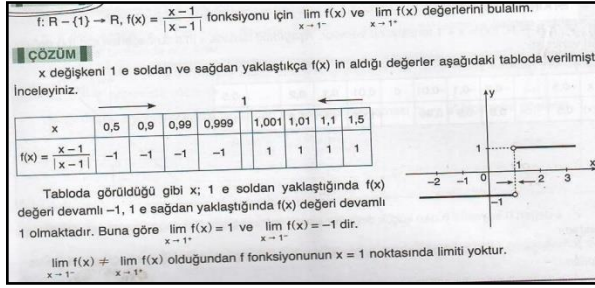 f: R – {1} → R, f(x) = (x – 1)/|x – 1| fonksiyonu için lim f(x) ve lim f(x) değerlerini bulalım.
x → 1⁻ x → 1⁺
ÇÖZÜM
x değişkeni 1 e soldan ve sağdan yaklaştıkça f(x) in aldığı değerler aşağıdaki tabloda verilmişt
İnceleyiniz.
1
x 0,5 0,9 0,99 0,999 1,001 1,01 1,1 1,5
f(x) = (x – 1)/|x – 1| –1 –1 –1 –1 1 1 1 1
y
1
–2 –1 0 1 2 3 x
–1
Tabloda görüldüğü gibi x; 1 e soldan yaklaştığında f(x)
değeri devamlı –1, 1 e sağdan yaklaştığında f(x) değeri devamlı
1 olmaktadır. Buna göre lim f(x) = 1 ve lim f(x) = –1 dir.
x → 1⁺ x → 1⁻
lim f(x) ≠ lim f(x) olduğundan f fonksiyonunun x = 1 noktasında limiti yoktur.
x → 1⁻ x → 1⁺